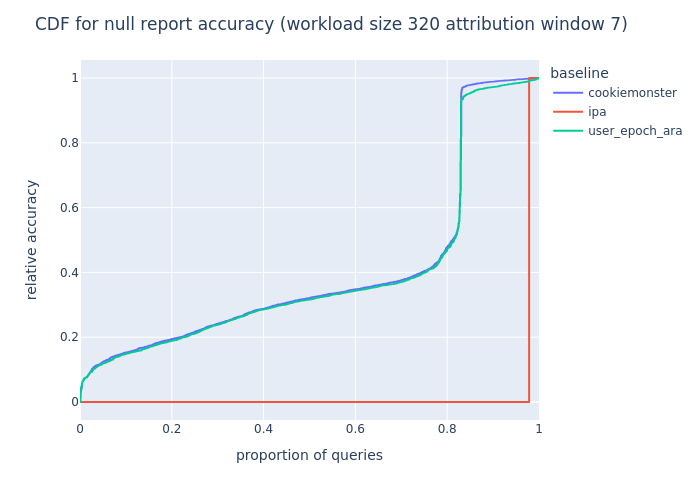 CDF for null report accuracy (workload size 320 attribution window 7)
baseline
cookiemonster
ipa
user_epoch_ara
relative accuracy
1
0.8
0.6
0.4
0.2
0
0 0.2 0.4 0.6 0.8 1
proportion of queries